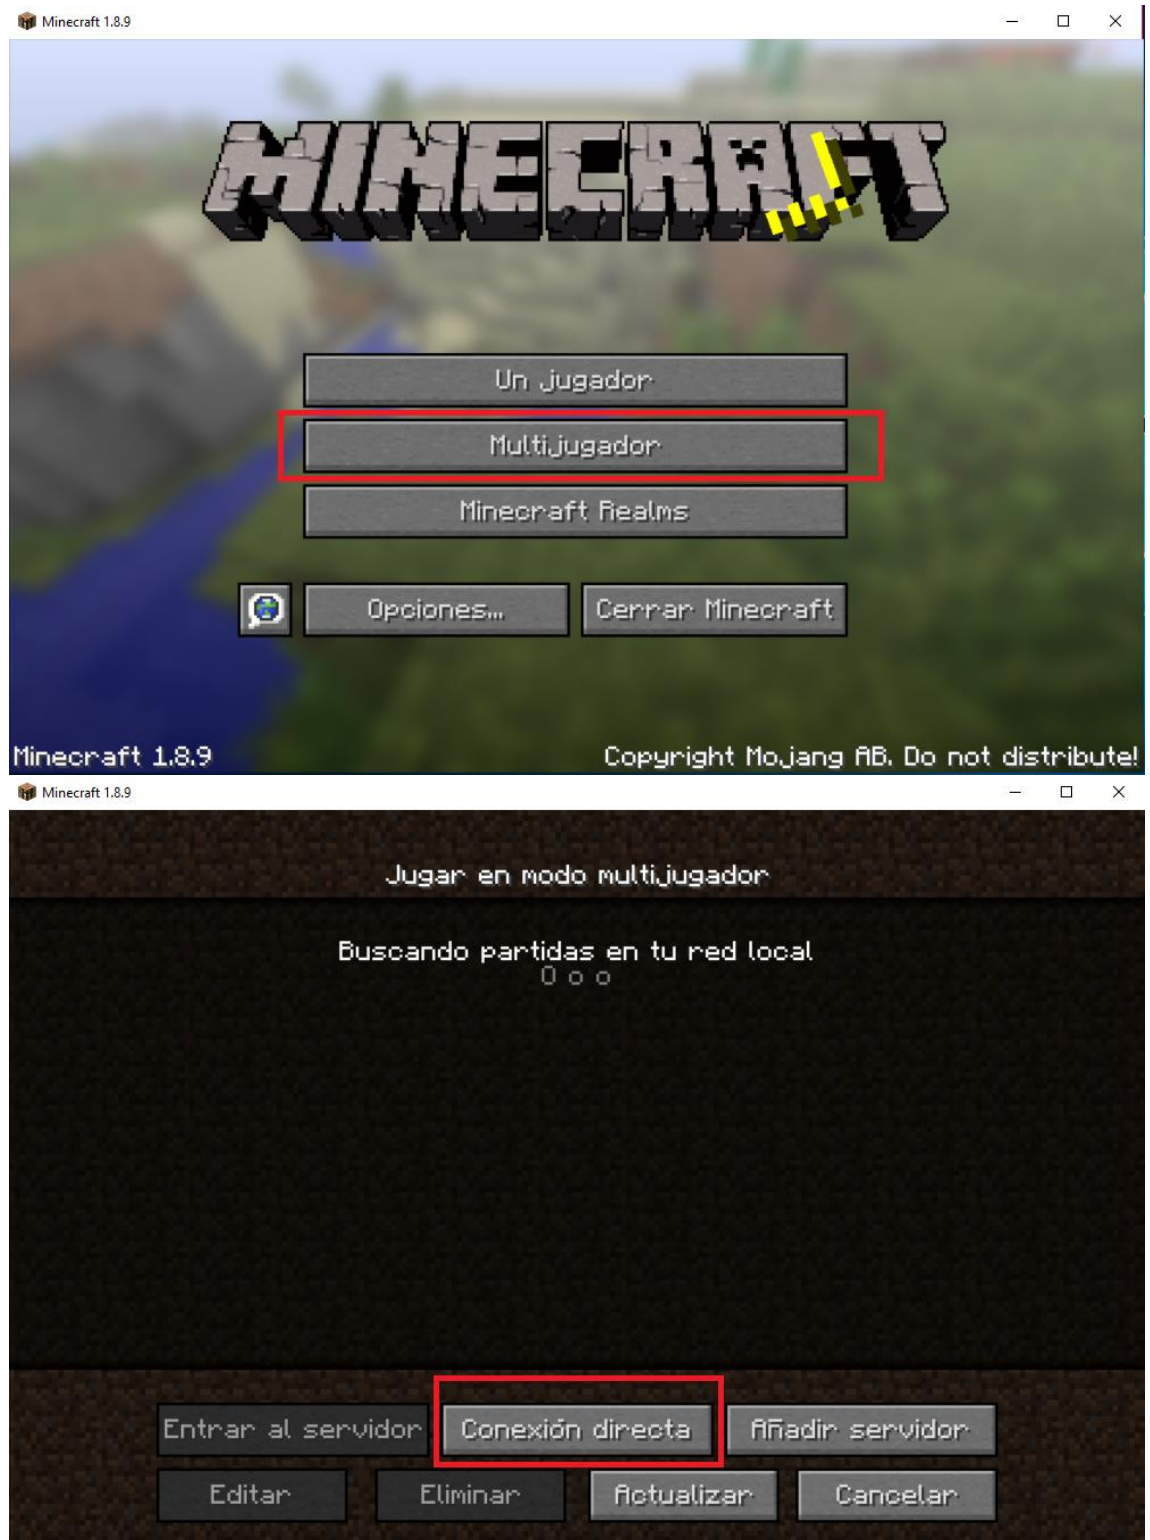 Minecraft 1.8.9
MINECRAFT
Un jugador
Multijugador
Minecraft Realms
Opciones...
Cerrar Minecraft
Minecraft 1.8.9
Copyright Mojang AB. Do not distribute!
Minecraft 1.8.9
Jugar en modo multijugador
Buscando partidas en tu red local
O o o
Entrar al servidor
Conexión directa
Añadir servidor
Editar
Eliminar
Actualizar
Cancelar